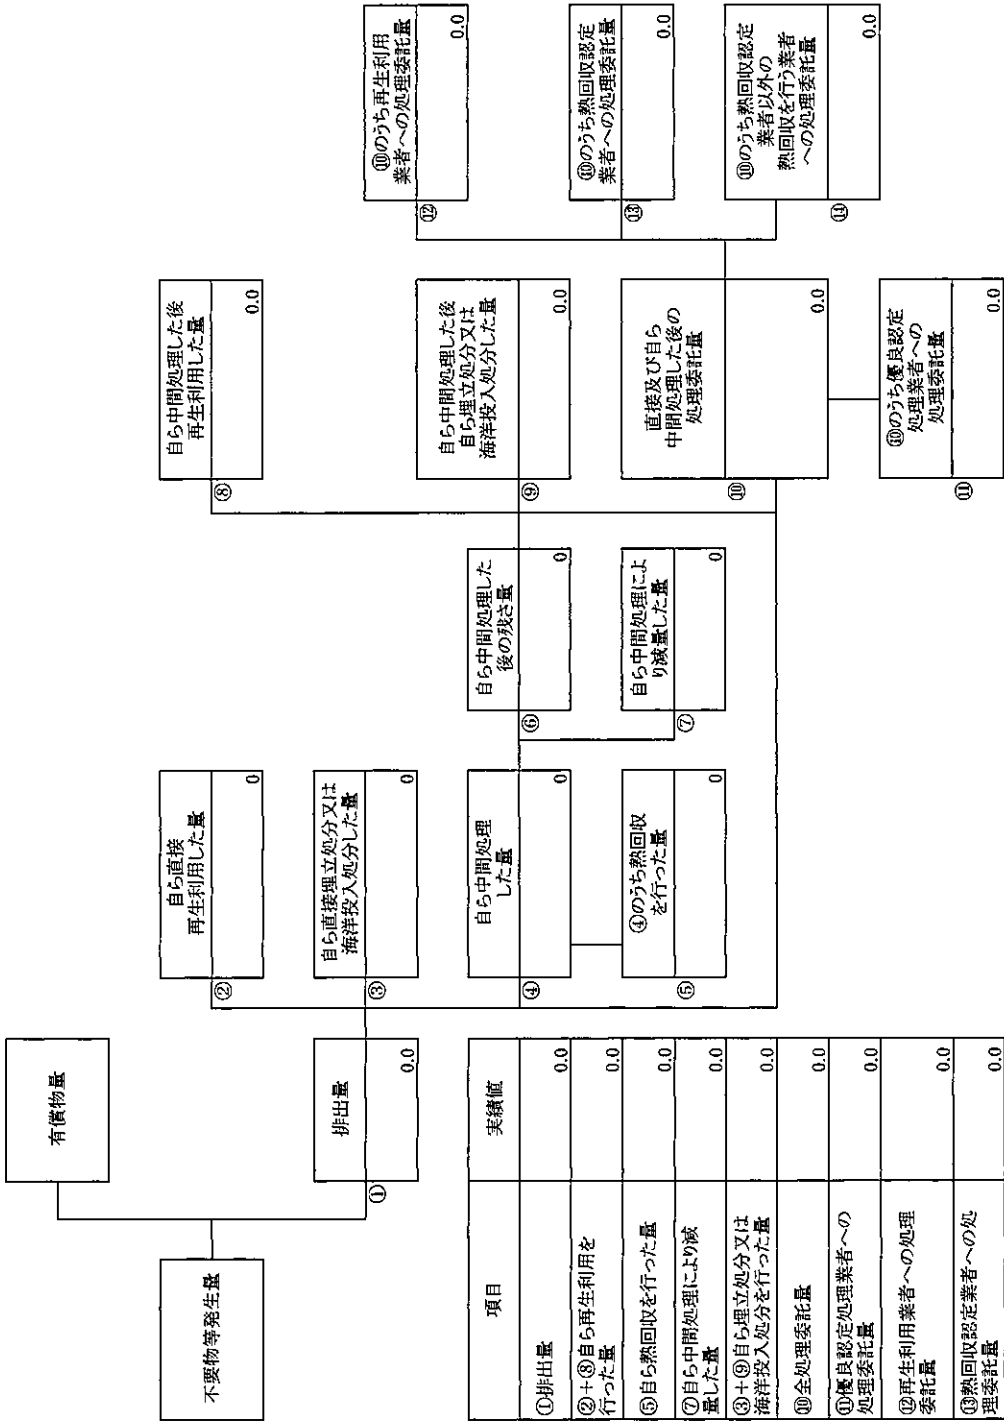 不要物等発生量
有償物量
①
排出量
0.0
②
自ら直接
再生利用した量
0
③
自ら直接埋立処分又は
海洋投入処分した量
0
④
自ら中間処理
した量
0
⑤
④のうち熱回収
を行った量
0
⑥
自ら中間処理した
後の残さ量
0
⑦
自ら中間処理によ
り減量した量
0
⑧
自ら中間処理した後
再生利用した量
0.0
⑨
自ら中間処理した後
自ら埋立処分又は
海洋投入処分した量
0.0
⑩
直接及び自ら
中間処理した後の
処理委託量
0.0
⑪
⑩のうち優良認定
処理業者への
処理委託量
0.0
⑫
⑩のうち再生利用
業者への処理委託量
0.0
⑬
⑩のうち熱回収認定
業者への処理委託量
0.0
⑭
⑩のうち熱回収認定
業者以外の
熱回収を行う業者
への処理委託量
0.0
項目 実績値
①排出量 0.0
②+⑧自ら再生利用を
行った量 0.0
⑤自ら熱回収を行った量 0.0
⑦自ら中間処理により減
量した量 0.0
③+⑨自ら埋立処分又は
海洋投入処分を行った量 0.0
⑩全処理委託量 0.0
⑪優良認定処理業者への
処理委託量 0.0
⑫再生利用業者への処理
委託量 0.0
⑬熱回収認定業者への処
理委託量 0.0